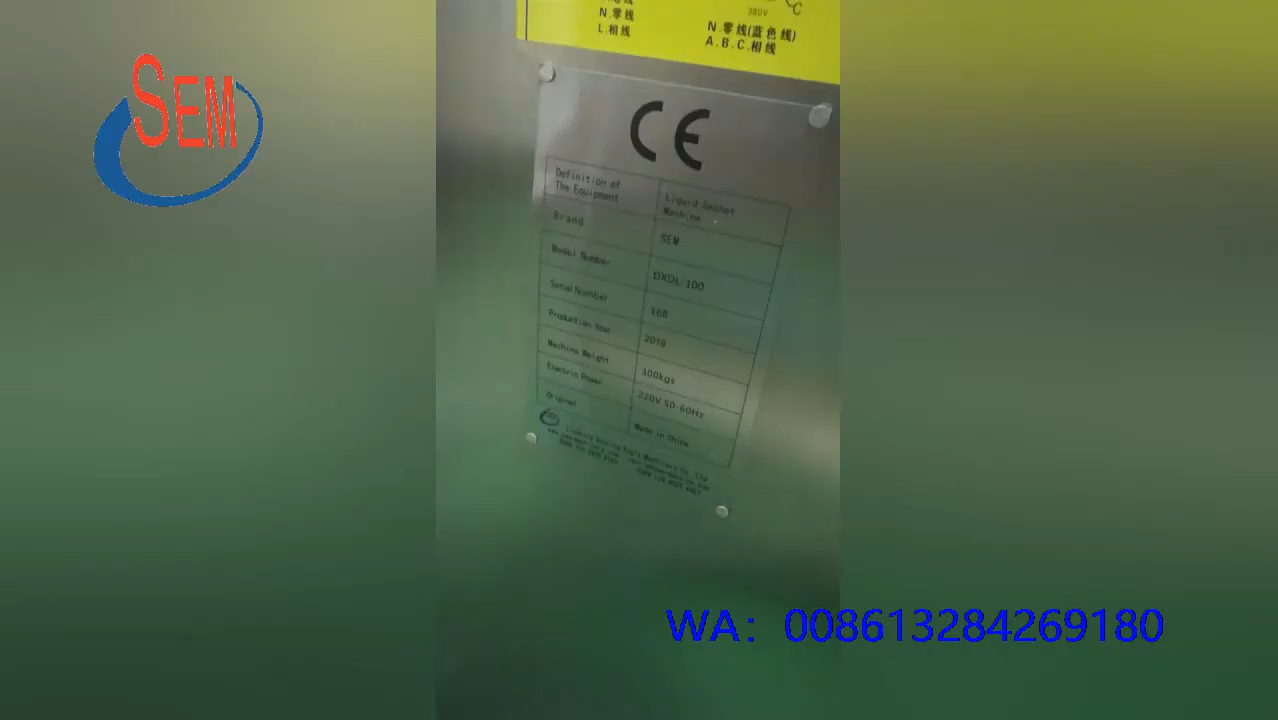 SEM
N.零线
L.相线
380V
C
N.零线(蓝色线)
A.B.C.相线
CE
Definition of The Equipment
Liquid Sachet Machine
Brand
SEM
Model Number
DXDL 100
Serial Number
168
Production Year
2019
Machine Weight
300kgs
Electric Power
220V 50-60Hz
Original
Made in China
WA: 008613284269180